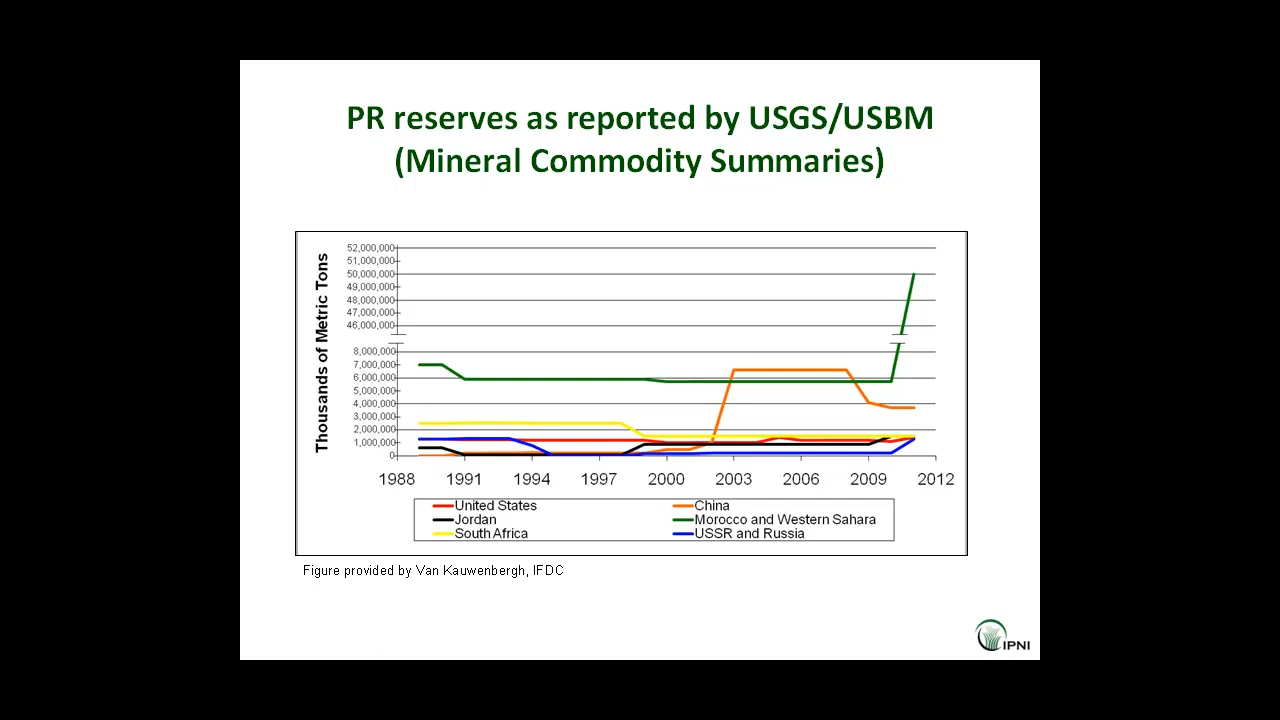 PR reserves as reported by USGS/USBM
(Mineral Commodity Summaries)
Thousands of Metric Tons
52,000,000
51,000,000
50,000,000
49,000,000
48,000,000
47,000,000
46,000,000
8,000,000
7,000,000
6,000,000
5,000,000
4,000,000
3,000,000
2,000,000
1,000,000
0
1988 1991 1994 1997 2000 2003 2006 2009 2012
United States China
Jordan Morocco and Western Sahara
South Africa USSR and Russia
Figure provided by Van Kauwenbergh, IFDC
IPNI